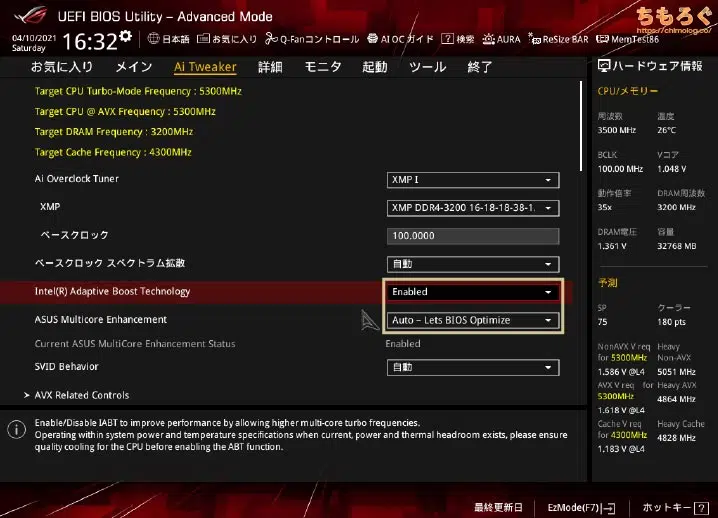 ちもろぐ
https://chimolog.co/
UEFI BIOS Utility – Advanced Mode
04/10/2021
Saturday
16:32
日本語
お気に入り
Q-Fanコントロール
AI OC ガイド
検索
AURA
ReSize BAR
MemTest86
お気に入り メイン Ai Tweaker 詳細 モニタ 起動 ツール 終了
Target CPU Turbo-Mode Frequency : 5300MHz
Target CPU @ AVX Frequency : 5300MHz
Target DRAM Frequency : 3200MHz
Target Cache Frequency : 4300MHz
Ai Overclock Tuner XMP I
XMP XMP DDR4-3200 16-18-18-38-1.
ベースクロック 100.0000
ベースクロック スペクトラム拡散 自動
Intel(R) Adaptive Boost Technology Enabled
ASUS Multicore Enhancement Auto – Lets BIOS Optimize
Current ASUS MultiCore Enhancement Status Enabled
SVID Behavior 自動
> AVX Related Controls
Enable/Disable IABT to improve performance by allowing higher multi-core turbo frequencies.
Operating within system power and temperature specifications when current, power and thermal headroom exists, please ensure
quality cooling for the CPU before enabling the ABT function.
ハードウェア情報
CPU/メモリー
周波数 温度
3500 MHz 26°C
BCLK Vコア
100.00 MHz 1.048 V
動作倍率 DRAM周波数
35x 3200 MHz
DRAM電圧 容量
1.361 V 32768 MB
予測
SP クーラー
75 180 pts
NonAVX V req Heavy
for 5300MHz Non-AVX
1.586 V @L4 5051 MHz
AVX V req for Heavy AVX
5300MHz 4864 MHz
1.618 V @L4
Cache V req Heavy Cache
for 4300MHz 4828 MHz
1.183 V @L4
最終更新日
EzMode(F7)
ホットキー ?